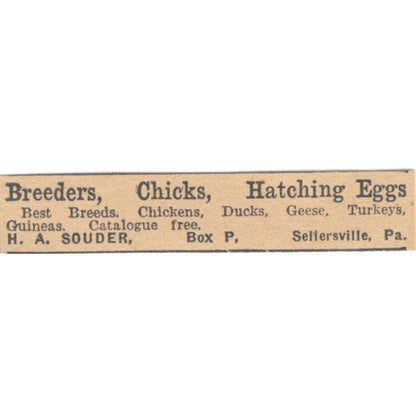 Breeders, Chicks, Hatching Eggs
Best Breeds. Chickens, Ducks, Geese, Turkeys,
Guineas. Catalogue free.
H. A. SOUDER, Box P, Sellersville, Pa.